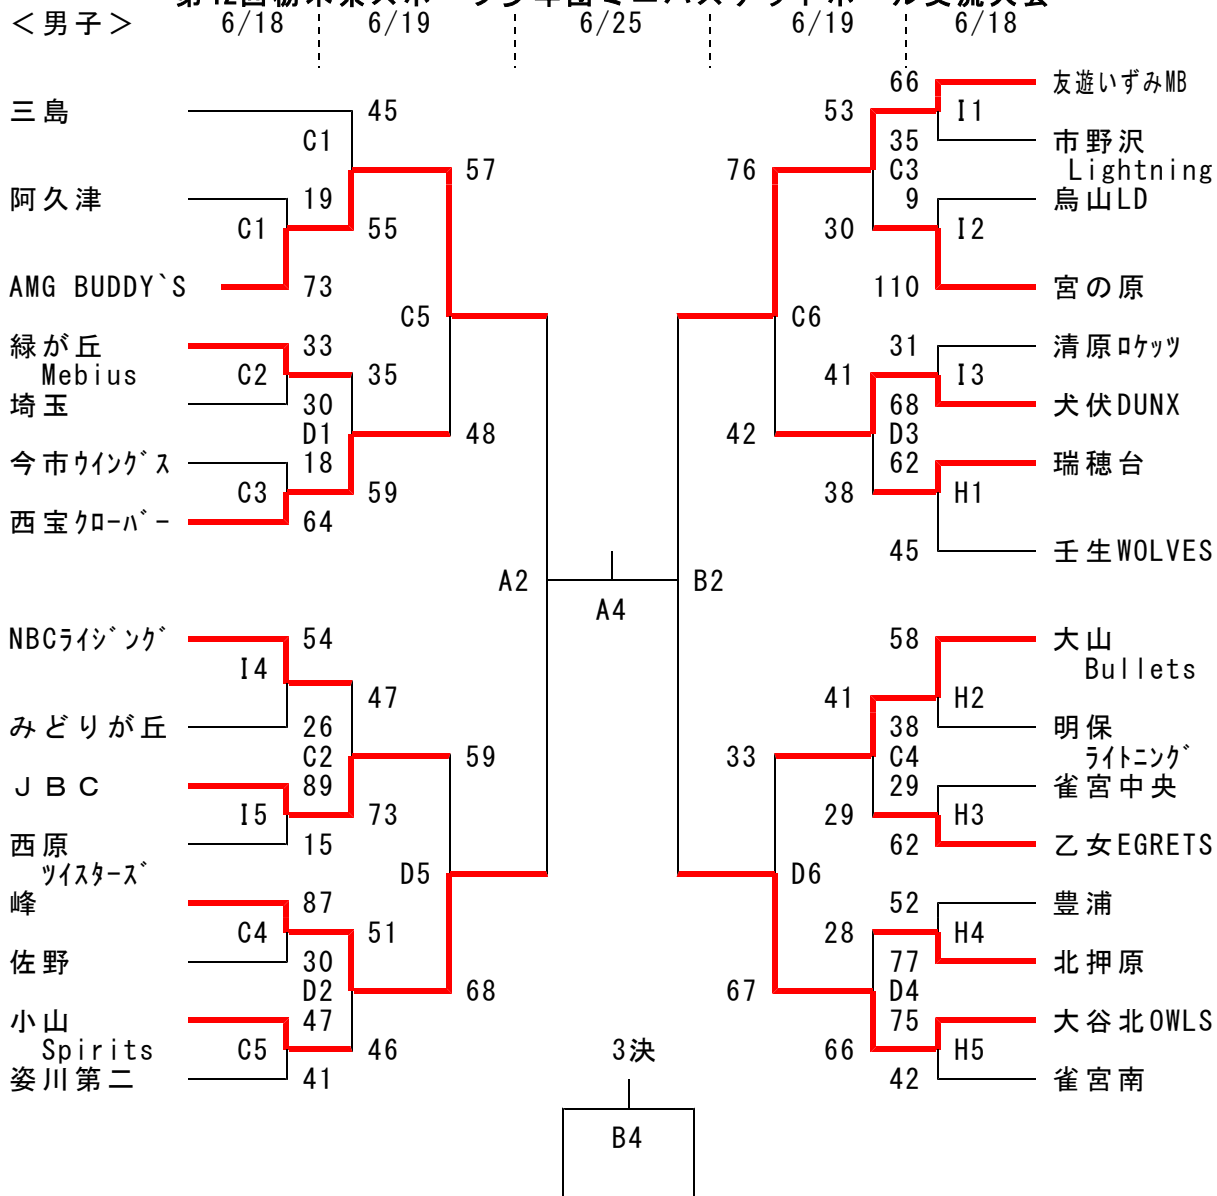 ＜男子＞ 6/18 6/19 6/25 6/19 6/18
三島
阿久津
AMG BUDDY`S
緑が丘
Mebius
埼玉
今市ｳｲﾝｸﾞｽ
西宝ｸﾛｰﾊﾞｰ
NBCﾗｲｼﾞﾝｸﾞ
みどりが丘
ＪＢＣ
西原
ﾂｲｽﾀｰｽﾞ
峰
佐野
小山
Spirits
姿川第二
C1
19
C1
73
33
C2
30
D1
18
C3
64
54
I4
26
C2
89
I5
15
87
C4
30
D2
47
C5
41
45
55
35
59
47
73
51
46
57
C5
48
59
D5
68
A2
A4
B2
3決
B4
76
C6
42
33
D6
67
53
30
41
38
41
29
28
66
66
I1
35
C3
9
I2
110
31
I3
68
D3
62
H1
45
58
H2
38
C4
29
H3
62
52
H4
77
D4
75
H5
42
友遊いずみMB
市野沢
Lightning
烏山LD
宮の原
清原ﾛｹｯﾂ
犬伏DUNX
瑞穂台
壬生WOLVES
大山
Bullets
明保
ﾗｲﾄﾆﾝｸﾞ
雀宮中央
乙女EGRETS
豊浦
北押原
大谷北OWLS
雀宮南